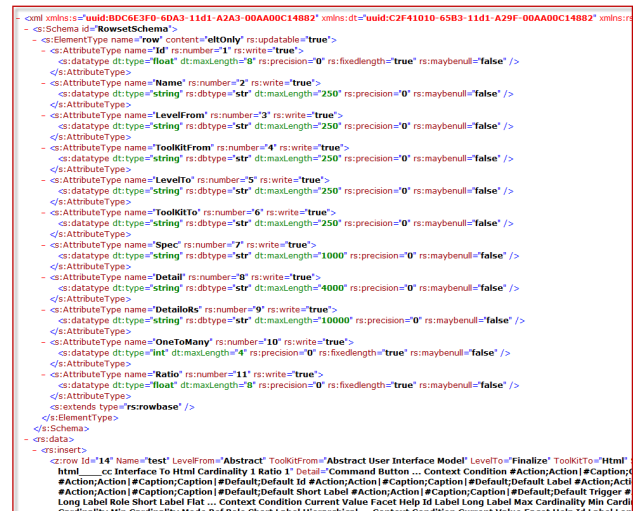 - <xml xmlns:s="uuid:BDC6E3F0-6DA3-11d1-A2A3-00AA00C14882" xmlns:dt="uuid:C2F41010-65B3-11d1-A29F-00AA00C14882" xmlns:rs
- <s:Schema id="RowsetSchema">
- <s:ElementType name="row" content="eltOnly" rs:updatable="true">
- <s:AttributeType name="Id" rs:number="1" rs:write="true">
<s:datatype dt:type="float" dt:maxLength="8" rs:precision="0" rs:fixedlength="true" rs:maybenull="false" />
</s:AttributeType>
- <s:AttributeType name="Name" rs:number="2" rs:write="true">
<s:datatype dt:type="string" rs:dbtype="str" dt:maxLength="250" rs:precision="0" rs:maybenull="false" />
</s:AttributeType>
- <s:AttributeType name="LevelFrom" rs:number="3" rs:write="true">
<s:datatype dt:type="string" rs:dbtype="str" dt:maxLength="250" rs:precision="0" rs:maybenull="false" />
</s:AttributeType>
- <s:AttributeType name="ToolKitFrom" rs:number="4" rs:write="true">
<s:datatype dt:type="string" rs:dbtype="str" dt:maxLength="250" rs:precision="0" rs:maybenull="false" />
</s:AttributeType>
- <s:AttributeType name="LevelTo" rs:number="5" rs:write="true">
<s:datatype dt:type="string" rs:dbtype="str" dt:maxLength="250" rs:precision="0" rs:maybenull="false" />
</s:AttributeType>
- <s:AttributeType name="ToolKitTo" rs:number="6" rs:write="true">
<s:datatype dt:type="string" rs:dbtype="str" dt:maxLength="250" rs:precision="0" rs:maybenull="false" />
</s:AttributeType>
- <s:AttributeType name="Spec" rs:number="7" rs:write="true">
<s:datatype dt:type="string" rs:dbtype="str" dt:maxLength="1000" rs:precision="0" rs:maybenull="false" />
</s:AttributeType>
- <s:AttributeType name="Detail" rs:number="8" rs:write="true">
<s:datatype dt:type="string" rs:dbtype="str" dt:maxLength="4000" rs:precision="0" rs:maybenull="false" />
</s:AttributeType>
- <s:AttributeType name="DetailoRs" rs:number="9" rs:write="true">
<s:datatype dt:type="string" rs:dbtype="str" dt:maxLength="10000" rs:precision="0" rs:maybenull="false" />
</s:AttributeType>
- <s:AttributeType name="OneToMany" rs:number="10" rs:write="true">
<s:datatype dt:type="int" dt:maxLength="4" rs:precision="0" rs:fixedlength="true" rs:maybenull="false" />
</s:AttributeType>
- <s:AttributeType name="Ratio" rs:number="11" rs:write="true">
<s:datatype dt:type="float" dt:maxLength="8" rs:precision="0" rs:fixedlength="true" rs:maybenull="false" />
</s:AttributeType>
<s:extends type="rs:rowbase" />
</s:ElementType>
</s:Schema>
- <rs:data>
- <rs:insert>
<z:row Id="14" Name="test" LevelFrom="Abstract" ToolKitFrom="Abstract User Interface Model" LevelTo="Finalize" ToolKitTo="Html"
html____cc Interface To Html Cardinality 1 Ratio 1" Detail="Command Button ... Context Condition #Action;Action|#Caption;
#Action;Action|#Caption;Caption|#Default;Default Id #Action;Action|#Caption;Caption|#Default;Default Label #Action;Action
#Action;Action|#Caption;Caption|#Default;Default Short Label #Action;Action|#Caption;Caption|#Default;Default Trigger #
Long Label Role Short Label Flat ... Context Condition Current Value Facet Help Id Label Long Label Max Cardinality Min Cardi
Cardinality Min Cardinality Mode Ref Role Short Label Hierarchical ... Context Condition Current Value Facet Help Id Label